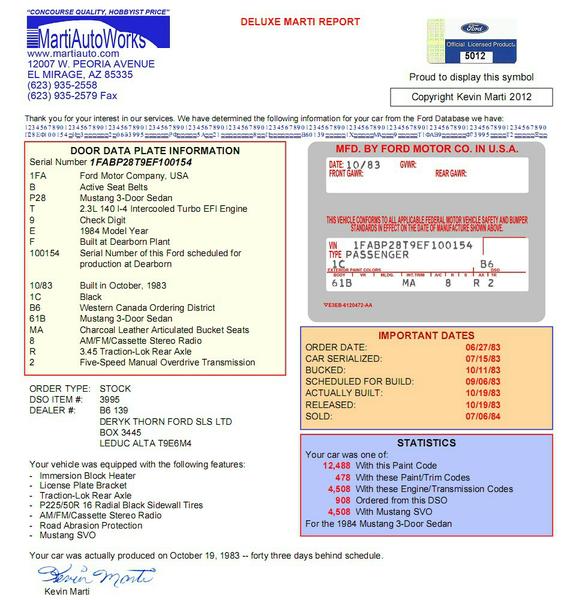 "CONCOURSE QUALITY, HOBBYIST PRICE"
MartiAutoWorks
www.martiauto.com
12007 W. PEORIA AVENUE
EL MIRAGE, AZ 85335
(623) 935-2558
(623) 935-2579 Fax
DELUXE MARTI REPORT
Ford
Official Licensed Product
5012
Proud to display this symbol
Copyright Kevin Marti 2012
Thank you for your interest in our services. We have determined the following information for your car from the Ford Database we have:
DOOR DATA PLATE INFORMATION
Serial Number 1FABP28T9EF100154
1FA Ford Motor Company, USA
B Active Seat Belts
P28 Mustang 3-Door Sedan
T 2.3L 140 I-4 Intercooled Turbo EFI Engine
9 Check Digit
E 1984 Model Year
F Built at Dearborn Plant
100154 Serial Number of this Ford scheduled for
production at Dearborn
10/83 Built in October, 1983
1C Black
B6 Western Canada Ordering District
61B Mustang 3-Door Sedan
MA Charcoal Leather Articulated Bucket Seats
8 AM/FM/Cassette Stereo Radio
R 3.45 Traction-Lok Rear Axle
2 Five-Speed Manual Overdrive Transmission
MFD. BY FORD MOTOR CO. IN U.S.A.
DATE: 10/83 GVWR:
FRONT GAWR: REAR GAWR:
THIS VEHICLE CONFORMS TO ALL APPLICABLE FEDERAL MOTOR VEHICLE SAFETY AND BUMPER
STANDARDS IN EFFECT ON THE DATE OF MANUFACTURE SHOWN ABOVE.
VIN 1FABP28T9EF100154
TYPE PASSENGER
1C B6
EXTERIOR PAINT COLORS DSO
BODY VR MLDG. INT.TRIM A/C R S AX TR
61B MA 8 R 2
E3EB-6120472-AA
IMPORTANT DATES
ORDER DATE: 06/27/83
CAR SERIALIZED: 07/15/83
BUCKED: 10/11/83
SCHEDULED FOR BUILD: 09/06/83
ACTUALLY BUILT: 10/19/83
RELEASED: 10/19/83
SOLD: 07/06/84
ORDER TYPE: STOCK
DSO ITEM #: 3995
DEALER #: B6 139
DERYK THORN FORD SLS LTD
BOX 3445
LEDUC ALTA T9E6M4
STATISTICS
Your car was one of:
12,488 With this Paint Code
478 With these Paint/Trim Codes
4,508 With these Engine/Transmission Codes
908 Ordered from this DSO
4,508 With Mustang SVO
For the 1984 Mustang 3-Door Sedan
Your vehicle was equipped with the following features:
- Immersion Block Heater
- License Plate Bracket
- Traction-Lok Rear Axle
- P225/50R 16 Radial Black Sidewall Tires
- AM/FM/Cassette Stereo Radio
- Road Abrasion Protection
- Mustang SVO
Your car was actually produced on October 19, 1983 -- forty three days behind schedule.
Kevin Marti
Kevin Marti